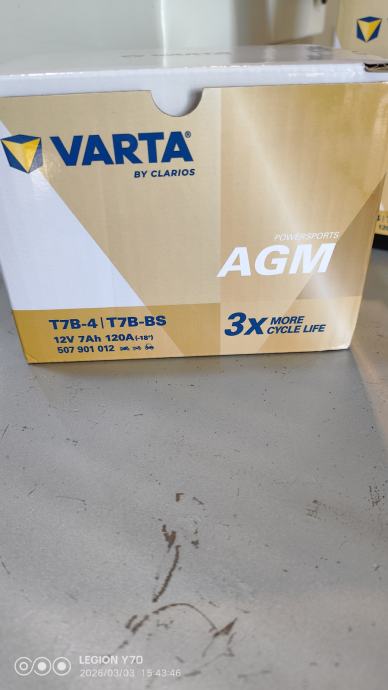 VARTA®
BY CLARIOS
POWERSPORTS
AGM
T7B-4 | T7B-BS
12V 7Ah 120A (-18°)
507 901 012
3x MORE
CYCLE LIFE
LEGION Y70
2026/03/03 15:43:46